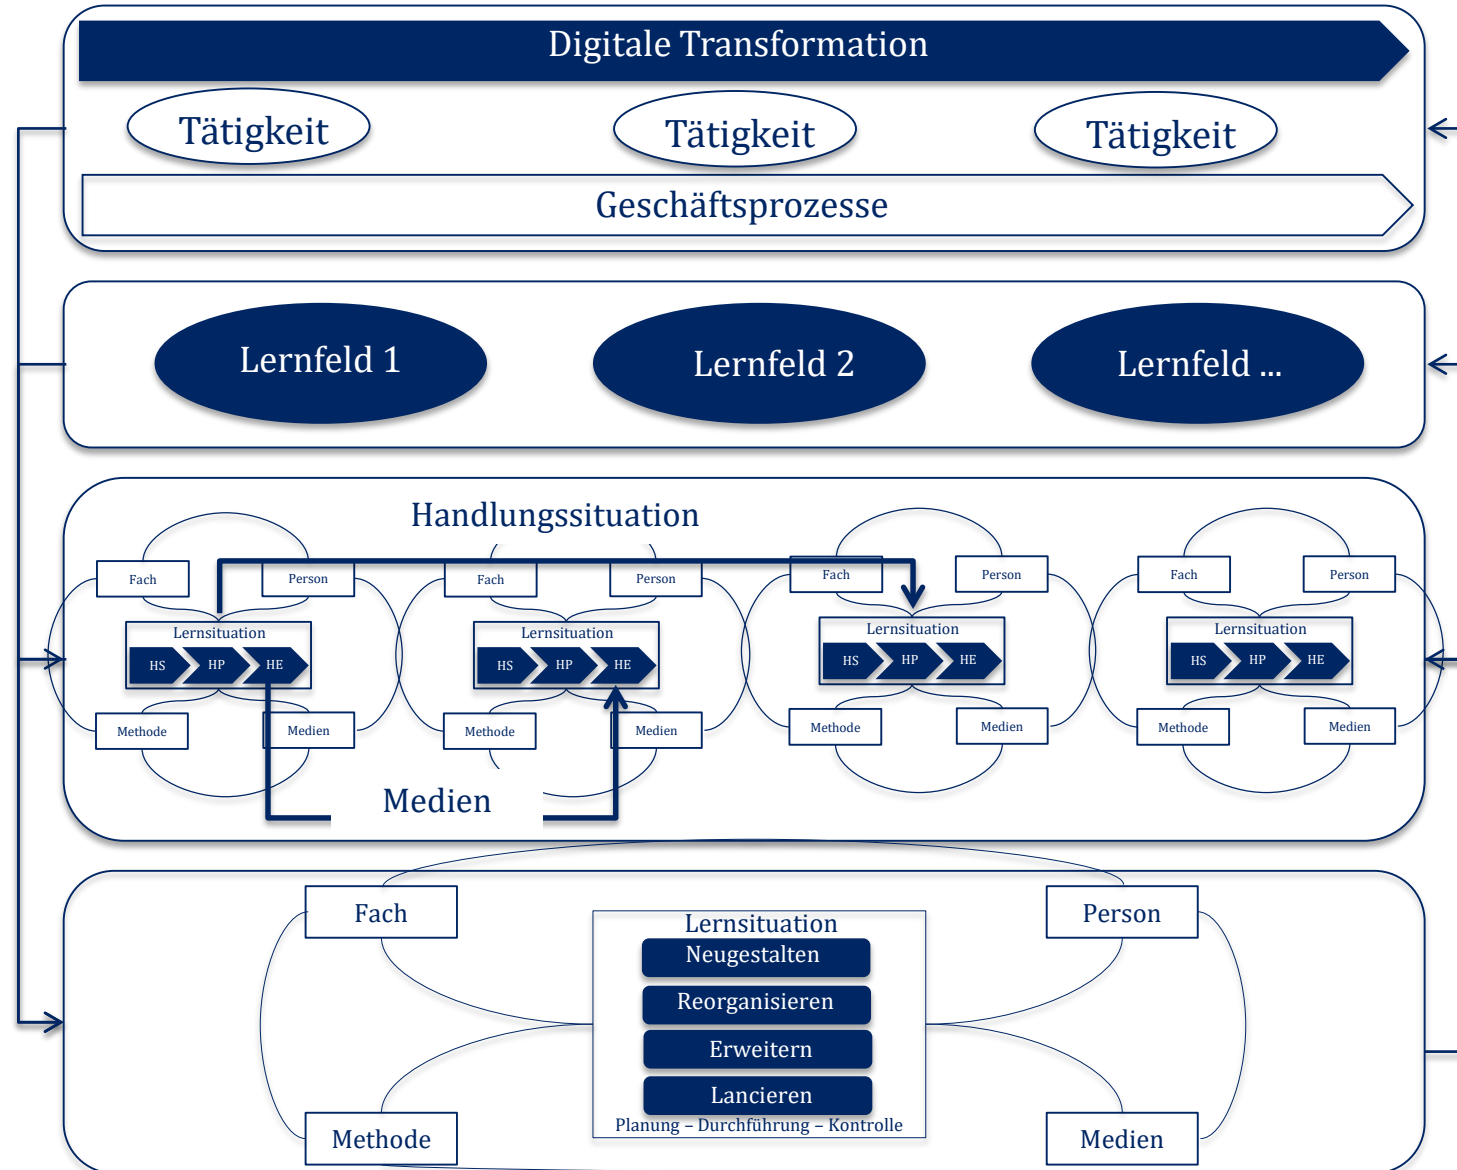 Digitale Transformation
Tätigkeit Tätigkeit Tätigkeit
Geschäftsprozesse
Lernfeld 1 Lernfeld 2 Lernfeld ...
Handlungssituation
Fach Person Fach Person Fach Person Fach Person
Lernsituation Lernsituation Lernsituation Lernsituation
HS HP HE HS HP HE HS HP HE HS HP HE
Methode Medien Methode Medien Methode Medien Methode Medien
Medien
Fach Person
Lernsituation
Neugestalten
Reorganisieren
Erweitern
Lancieren
Planung – Durchführung – Kontrolle
Methode Medien